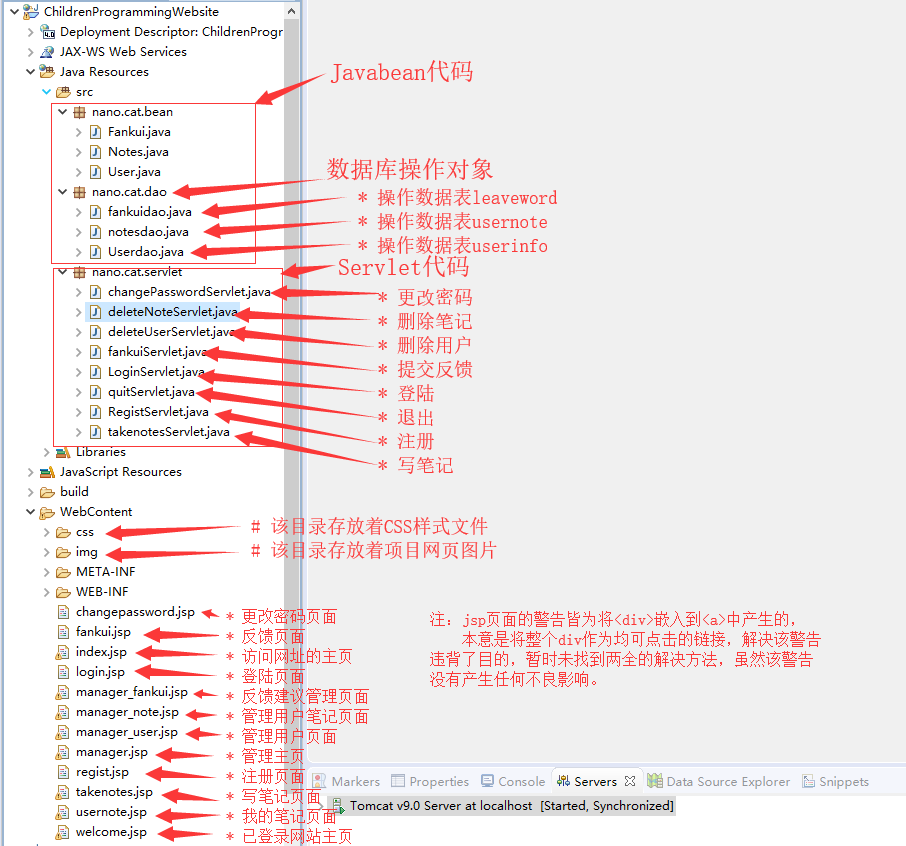 ChildrenProgrammingWebsite
Deployment Descriptor: ChildrenProgr
JAX-WS Web Services
Java Resources
src
Javabean代码
nano.cat.bean
Fankui.java
Notes.java
User.java
数据库操作对象
nano.cat.dao
fankuidao.java * 操作数据表leaveword
notesdao.java * 操作数据表usernote
Userdao.java * 操作数据表userinfo
Servlet代码
nano.cat.servlet
changePasswordServlet.java * 更改密码
deleteNoteServlet.java * 删除笔记
deleteUserServlet.java * 删除用户
fankuiServlet.java * 提交反馈
LoginServlet.java * 登陆
quitServlet.java * 退出
RegistServlet.java * 注册
takenotesServlet.java * 写笔记
Libraries
JavaScript Resources
build
WebContent
css # 该目录存放着CSS样式文件
img # 该目录存放着项目网页图片
META-INF
WEB-INF
changepassword.jsp * 更改密码页面
fankui.jsp * 反馈页面
index.jsp * 访问网址的主页
login.jsp * 登陆页面
manager_fankui.jsp * 反馈建议管理页面
manager_note.jsp * 管理用户笔记页面
manager_user.jsp * 管理用户页面
manager.jsp * 管理主页
regist.jsp * 注册页面
takenotes.jsp * 写笔记页面
usernote.jsp * 我的笔记页面
welcome.jsp * 已登录网站主页
注：jsp页面的警告皆为将<div>嵌入到<a>中产生的，
本意是将整个div作为均可点击的链接，解决该警告
违背了目的，暂时未找到两全的解决方法，虽然该警告
没有产生任何不良影响。
Markers Properties Console Servers Data Source Explorer Snippets
Tomcat v9.0 Server at localhost [Started, Synchronized]